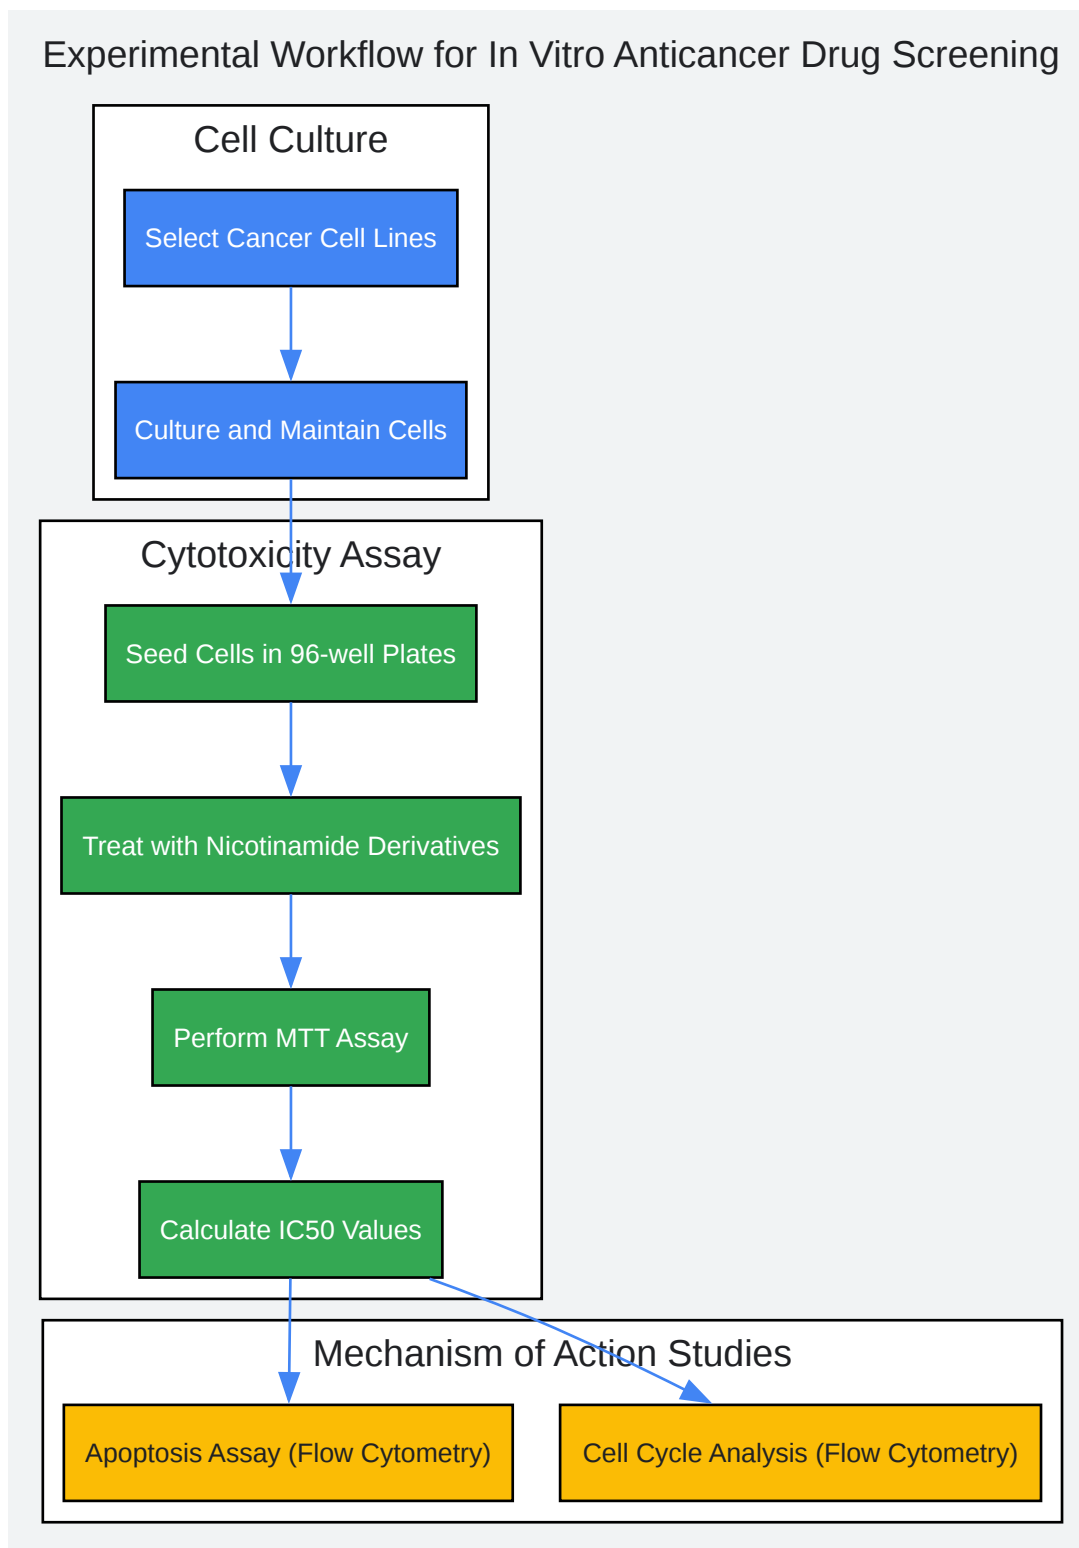 Experimental Workflow for In Vitro Anticancer Drug Screening
Cell Culture
Select Cancer Cell Lines
Culture and Maintain Cells
Cytotoxicity Assay
Seed Cells in 96-well Plates
Treat with Nicotinamide Derivatives
Perform MTT Assay
Calculate IC50 Values
Mechanism of Action Studies
Apoptosis Assay (Flow Cytometry)
Cell Cycle Analysis (Flow Cytometry)